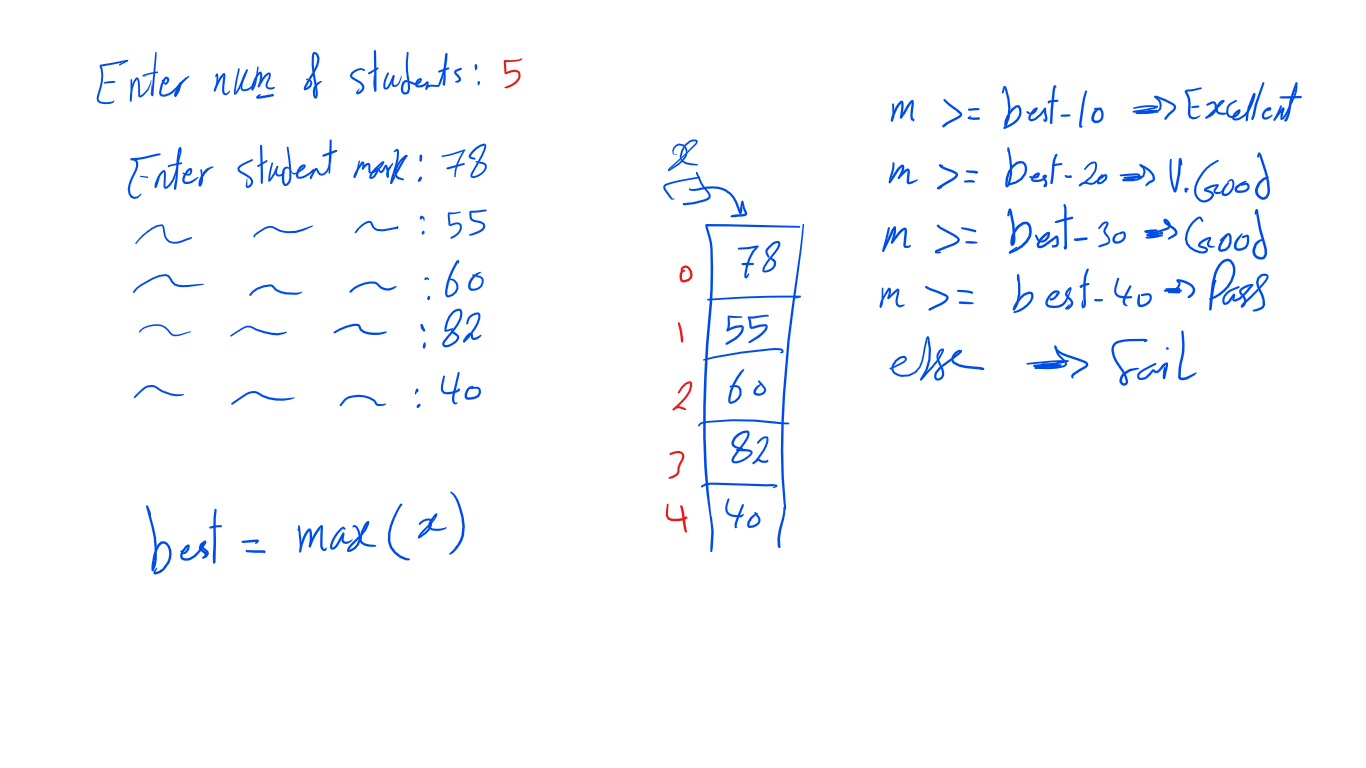 Enter num of students: 5
Enter student mark: 78
: 55
: 60
: 82
: 40
best = max(x)
x
0 78
1 55
2 60
3 82
4 40
m >= best-10 => Excellent
m >= best-20 => V.Good
m >= best-30 => Good
m >= best-40 => Pass
else => Fail